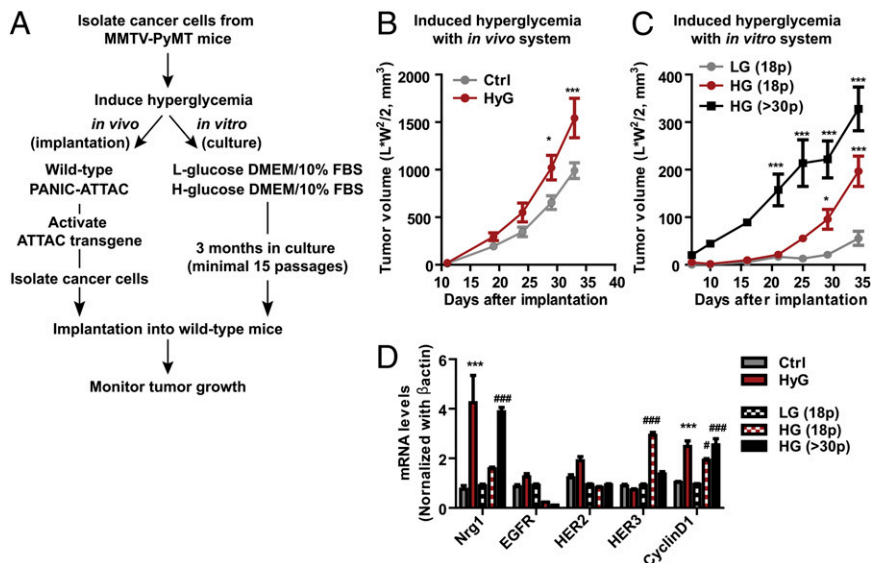 A
Isolate cancer cells from
MMTV-PyMT mice
Induce hyperglycemia
in vivo
(implantation)
in vitro
(culture)
Wild-type
PANIC-ATTAC
L-glucose DMEM/10% FBS
H-glucose DMEM/10% FBS
Activate
ATTAC transgene
3 months in culture
(minimal 15 passages)
Isolate cancer cells
Implantation into wild-type mice
Monitor tumor growth
B
Induced hyperglycemia
with in vivo system
Ctrl
HyG
Tumor volume (L*W^2/2, mm³)
2000
1500
1000
500
0
*
***
10 15 20 25 30 35 40
Days after implantation
C
Induced hyperglycemia
with in vitro system
LG (18p)
HG (18p)
HG (>30p)
Tumor volume (L*W^2/2, mm³)
400
300
200
100
0
***
***
***
***
*
***
10 15 20 25 30 35
Days after implantation
D
mRNA levels
(Normalized with βactin)
6
4
2
0
***
###
###
***
#
###
Nrg1
EGFR
HER2
HER3
CyclinD1
Ctrl
HyG
LG (18p)
HG (18p)
HG (>30p)